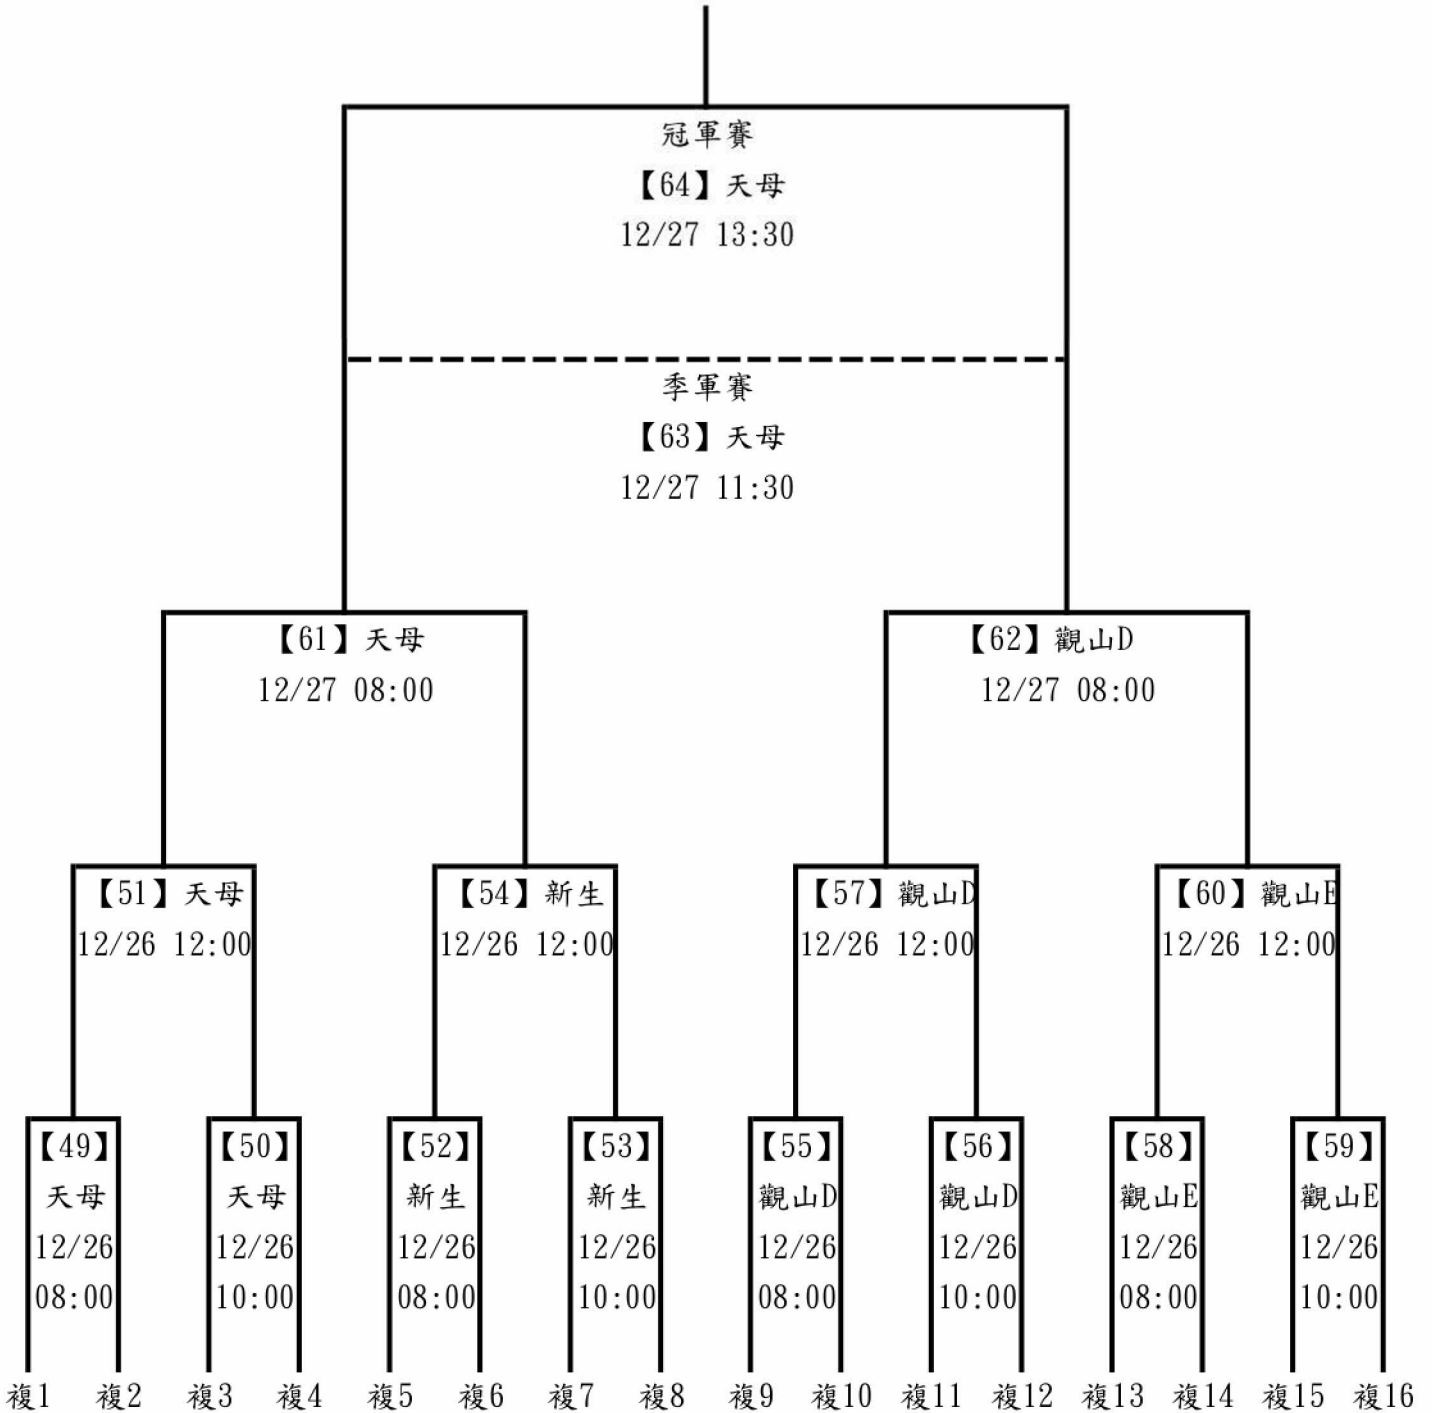 冠軍賽
【64】天母
12/27 13:30
季軍賽
【63】天母
12/27 11:30
【61】天母
12/27 08:00
【62】觀山D
12/27 08:00
【51】天母
12/26 12:00
【54】新生
12/26 12:00
【57】觀山D
12/26 12:00
【60】觀山E
12/26 12:00
【49】
天母
12/26
08:00
【50】
天母
12/26
10:00
【52】
新生
12/26
08:00
【53】
新生
12/26
10:00
【55】
觀山D
12/26
08:00
【56】
觀山D
12/26
10:00
【58】
觀山E
12/26
08:00
【59】
觀山E
12/26
10:00
複1 複2 複3 複4 複5 複6 複7 複8 複9 複10 複11 複12 複13 複14 複15 複16